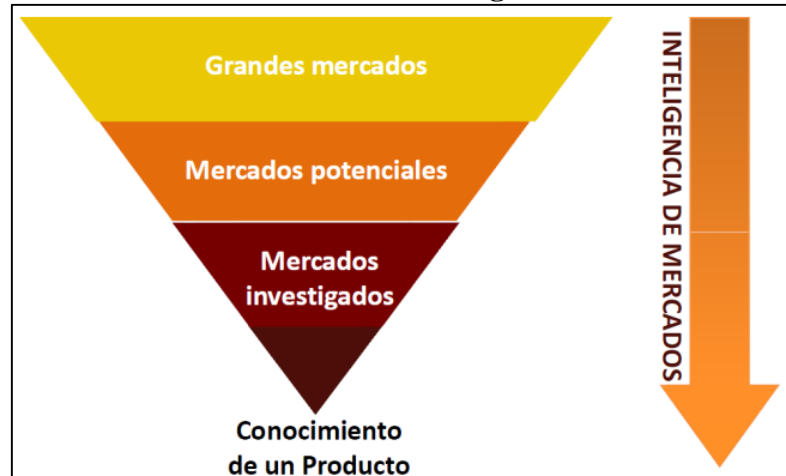 Grandes mercados
Mercados potenciales
Mercados
investigados
Conocimiento
de un Producto
INTELIGENCIA DE MERCADOS